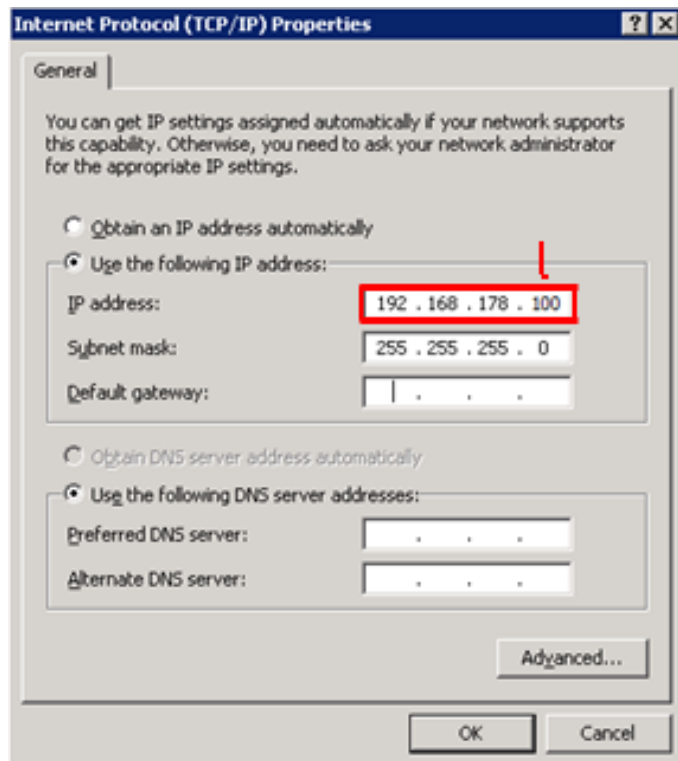 Internet Protocol (TCP/IP) Properties
General
You can get IP settings assigned automatically if your network supports
this capability. Otherwise, you need to ask your network administrator
for the appropriate IP settings.
Obtain an IP address automatically
Use the following IP address:
IP address: 192 . 168 . 178 . 100
Subnet mask: 255 . 255 . 255 . 0
Default gateway: . . .
Obtain DNS server address automatically
Use the following DNS server addresses:
Preferred DNS server: . . .
Alternate DNS server: . . .
Advanced...
OK Cancel